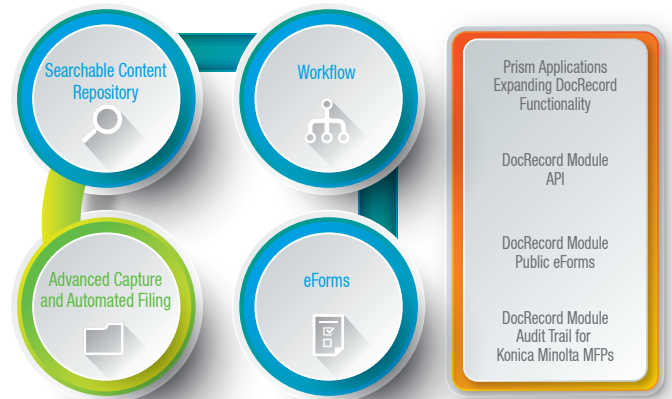 Searchable Content
Repository
Workflow
Advanced Capture
and Automated Filing
eForms
Prism Applications
Expanding DocRecord
Functionality
DocRecord Module
API
DocRecord Module
Public eForms
DocRecord Module
Audit Trail for
Konica Minolta MFPs